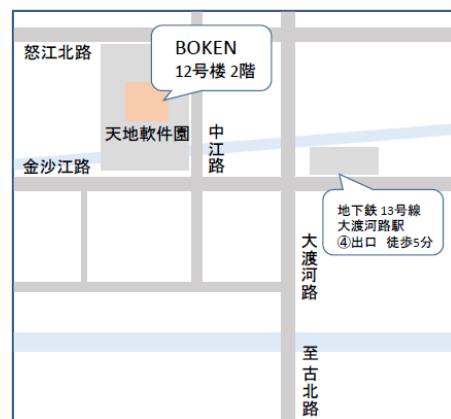 BOKEN
12号楼 2階
怒江北路
天地軟件園
中江路
金沙江路
地下鉄 13号線
大渡河路駅
④出口 徒歩5分
大渡河路
至古北路